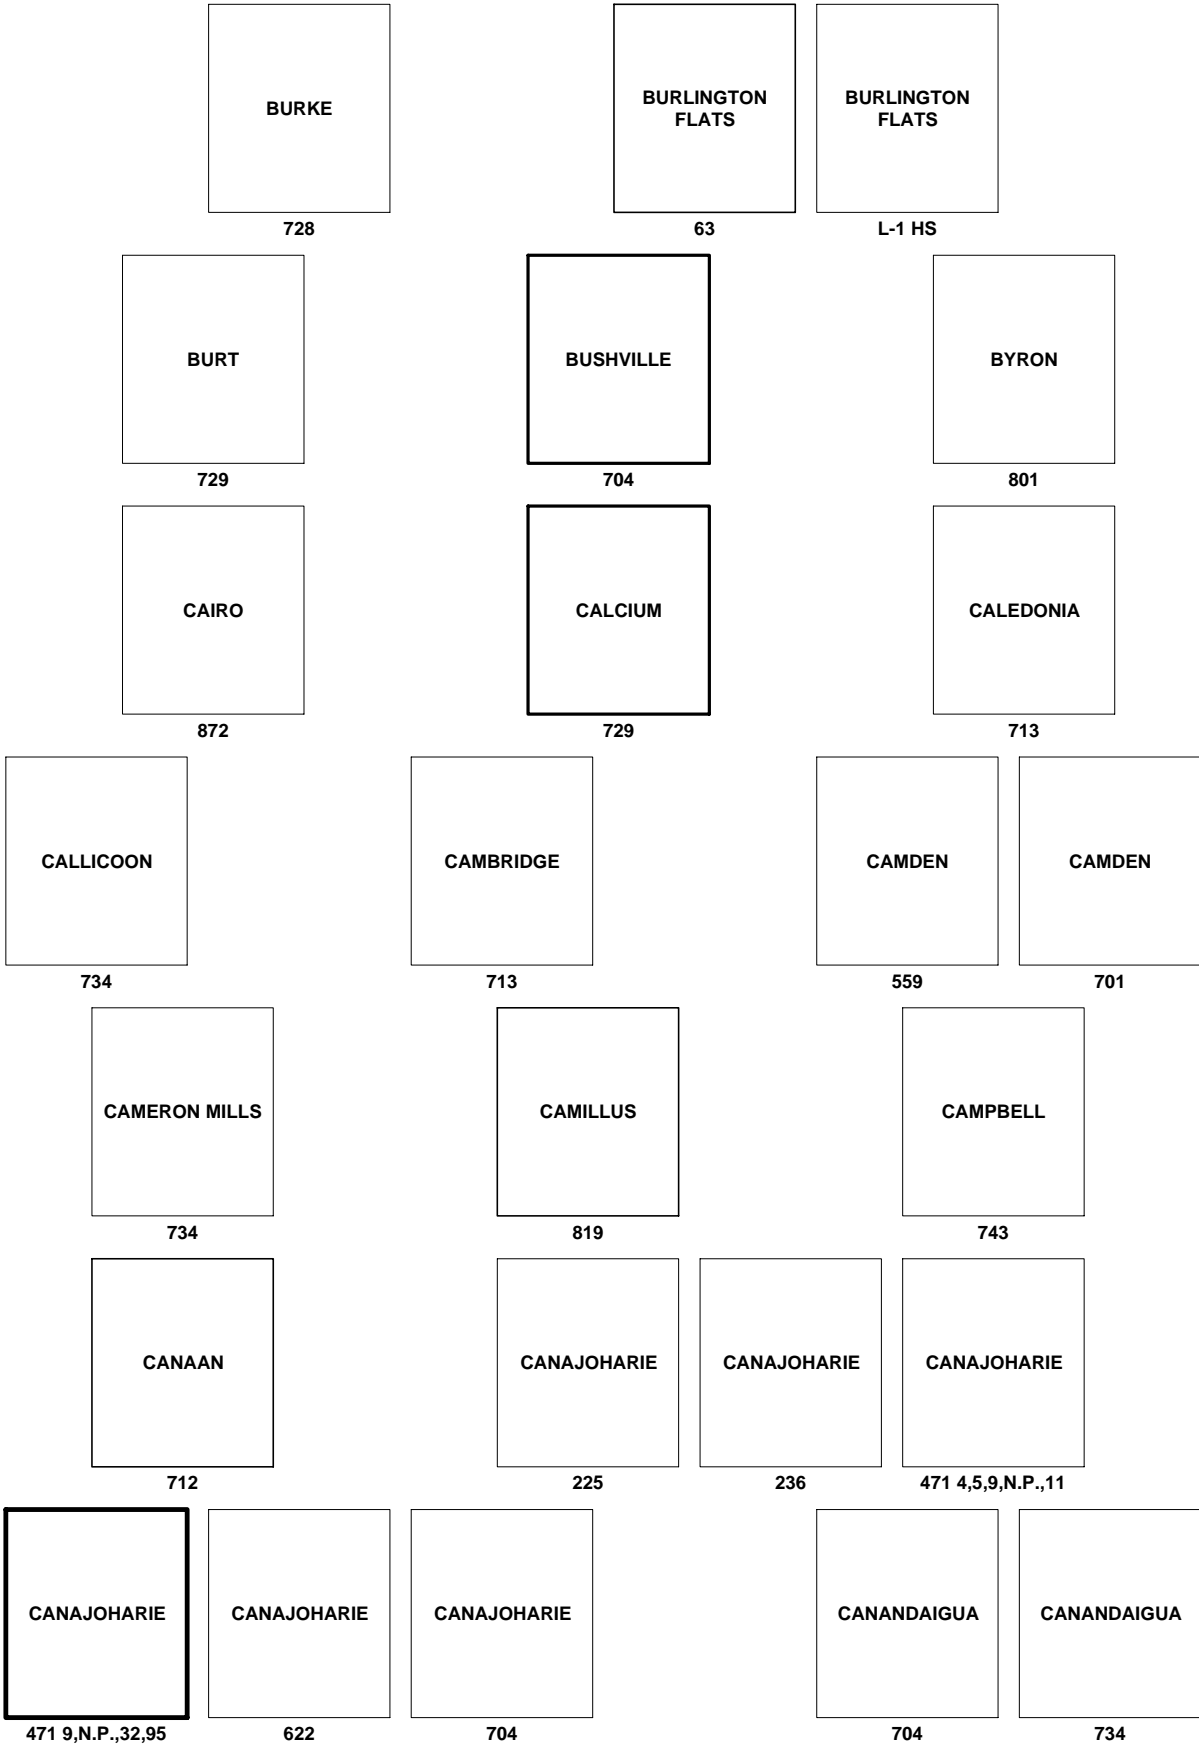 BURKE
BURLINGTON
FLATS
BURLINGTON
FLATS
728
63
L-1 HS
BURT
BUSHVILLE
BYRON
729
704
801
CAIRO
CALCIUM
CALEDONIA
872
729
713
CALLICOON
CAMBRIDGE
CAMDEN
CAMDEN
734
713
559
701
CAMERON MILLS
CAMILLUS
CAMPBELL
734
819
743
CANAAN
CANAJOHARIE
CANAJOHARIE
CANAJOHARIE
712
225
236
471 4,5,9,N.P.,11
CANAJOHARIE
CANAJOHARIE
CANAJOHARIE
CANANDAIGUA
CANANDAIGUA
471 9,N.P.,32,95
622
704
704
734